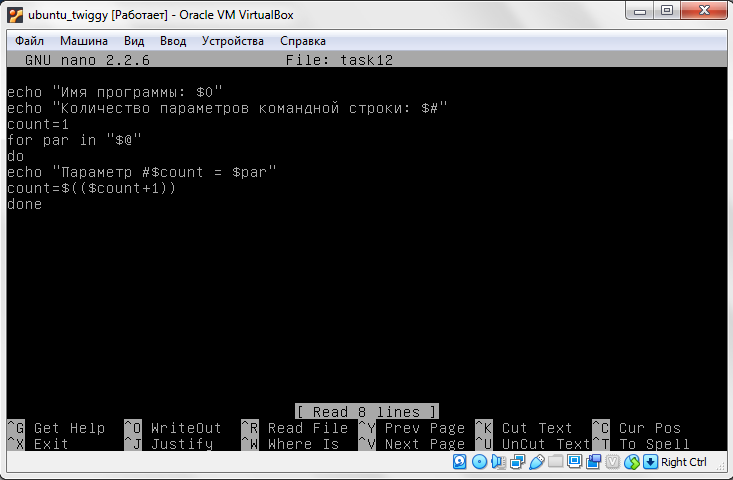 ubuntu_twiggy [Работает] - Oracle VM VirtualBox
Файл Машина Вид Ввод Устройства Справка
GNU nano 2.2.6 File: task12
echo "Имя программы: $0"
echo "Количество параметров командной строки: $#"
count=1
for par in "$@"
do
echo "Параметр #$count = $par"
count=$(($count+1))
done
[ Read 8 lines ]
^G Get Help ^O WriteOut ^R Read File ^Y Prev Page ^K Cut Text ^C Cur Pos
^X Exit ^J Justify ^W Where Is ^V Next Page ^U UnCut Text ^T To Spell
Right Ctrl